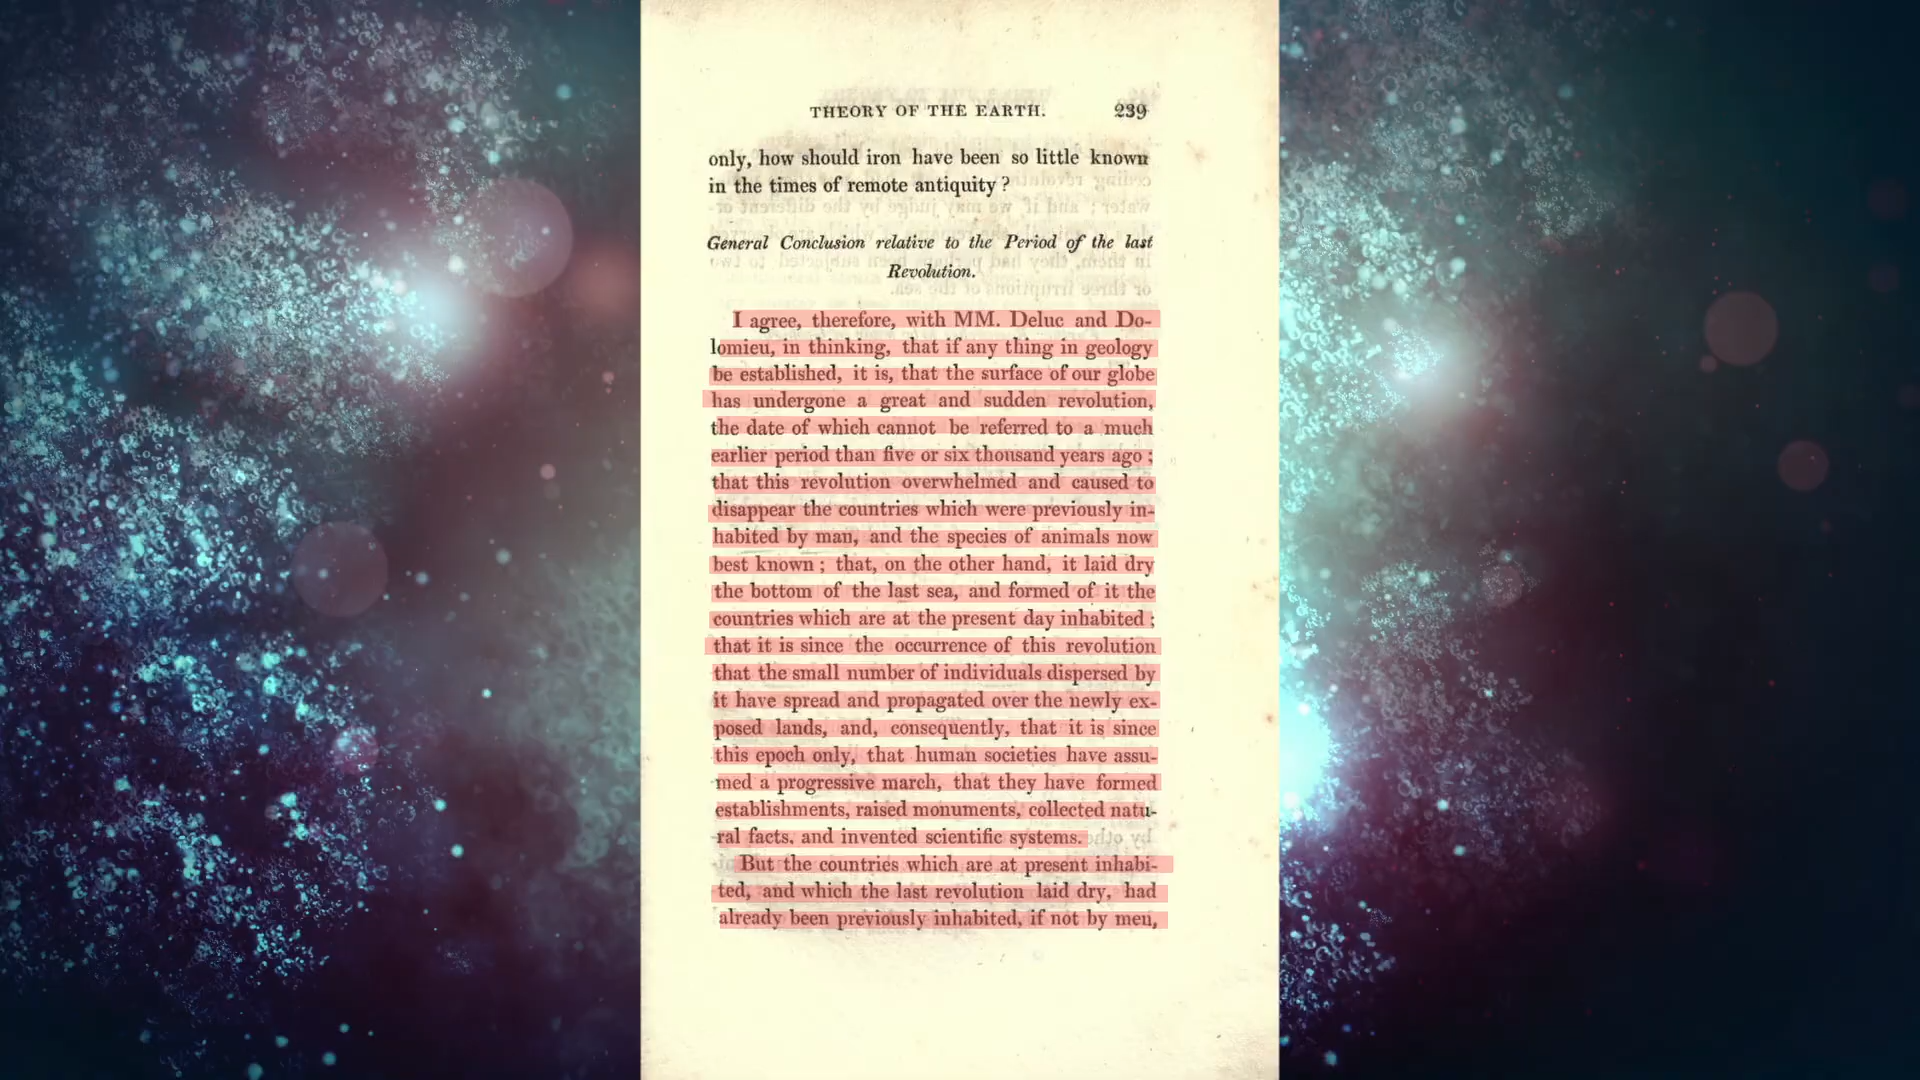 THEORY OF THE EARTH. 239
only, how should iron have been so little known
in the times of remote antiquity ?
General Conclusion relative to the Period of the last
Revolution.
I agree, therefore, with MM. Deluc and Do-
lomieu, in thinking, that if any thing in geology
be established, it is, that the surface of our globe
has undergone a great and sudden revolution,
the date of which cannot be referred to a much
earlier period than five or six thousand years ago ;
that this revolution overwhelmed and caused to
disappear the countries which were previously in-
habited by man, and the species of animals now
best known ; that, on the other hand, it laid dry
the bottom of the last sea, and formed of it the
countries which are at the present day inhabited ;
that it is since the occurrence of this revolution
that the small number of individuals dispersed by
it have spread and propagated over the newly ex-
posed lands, and, consequently, that it is since
this epoch only, that human societies have assu-
med a progressive march, that they have formed
establishments, raised monuments, collected natu-
ral facts, and invented scientific systems.
But the countries which are at present inhabi-
ted, and which the last revolution laid dry, had
already been previously inhabited, if not by men,